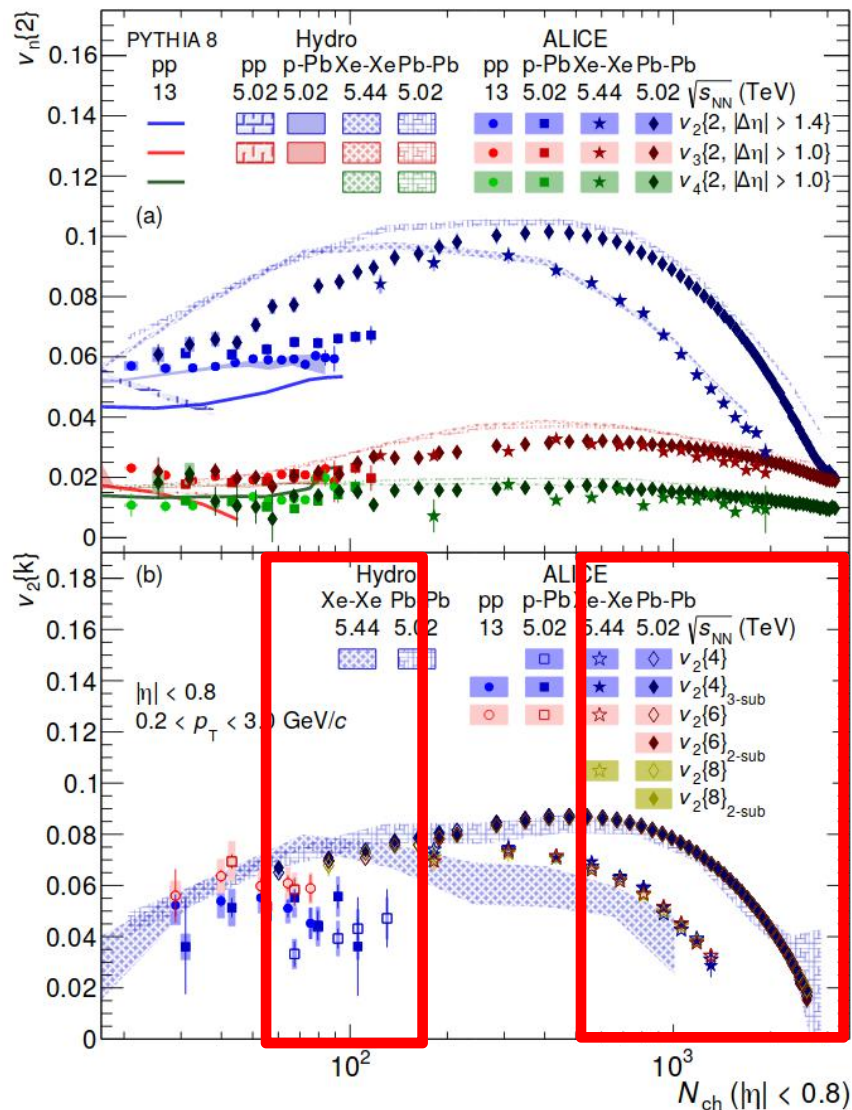 vn{2}
PYTHIA 8 Hydro ALICE
pp pp p-Pb Xe-Xe Pb-Pb pp p-Pb Xe-Xe Pb-Pb
13 5.02 5.02 5.44 5.02 13 5.02 5.44 5.02 √sNN (TeV)
v2{2, |Δη| > 1.4}
v3{2, |Δη| > 1.0}
v4{2, |Δη| > 1.0}
(a)
0.16
0.14
0.12
0.1
0.08
0.06
0.04
0.02
0
v2{k}
(b) Hydro ALICE
Xe-Xe Pb-Pb pp p-Pb Xe-Xe Pb-Pb
5.44 5.02 13 5.02 5.44 5.02 √sNN (TeV)
v2{4}
v2{4}3-sub
v2{6}
v2{6}2-sub
v2{8}
v2{8}2-sub
|η| < 0.8
0.2 < pT < 3.0 GeV/c
0.18
0.16
0.14
0.12
0.1
0.08
0.06
0.04
0.02
0
10² 10³
Nch (|η| < 0.8)